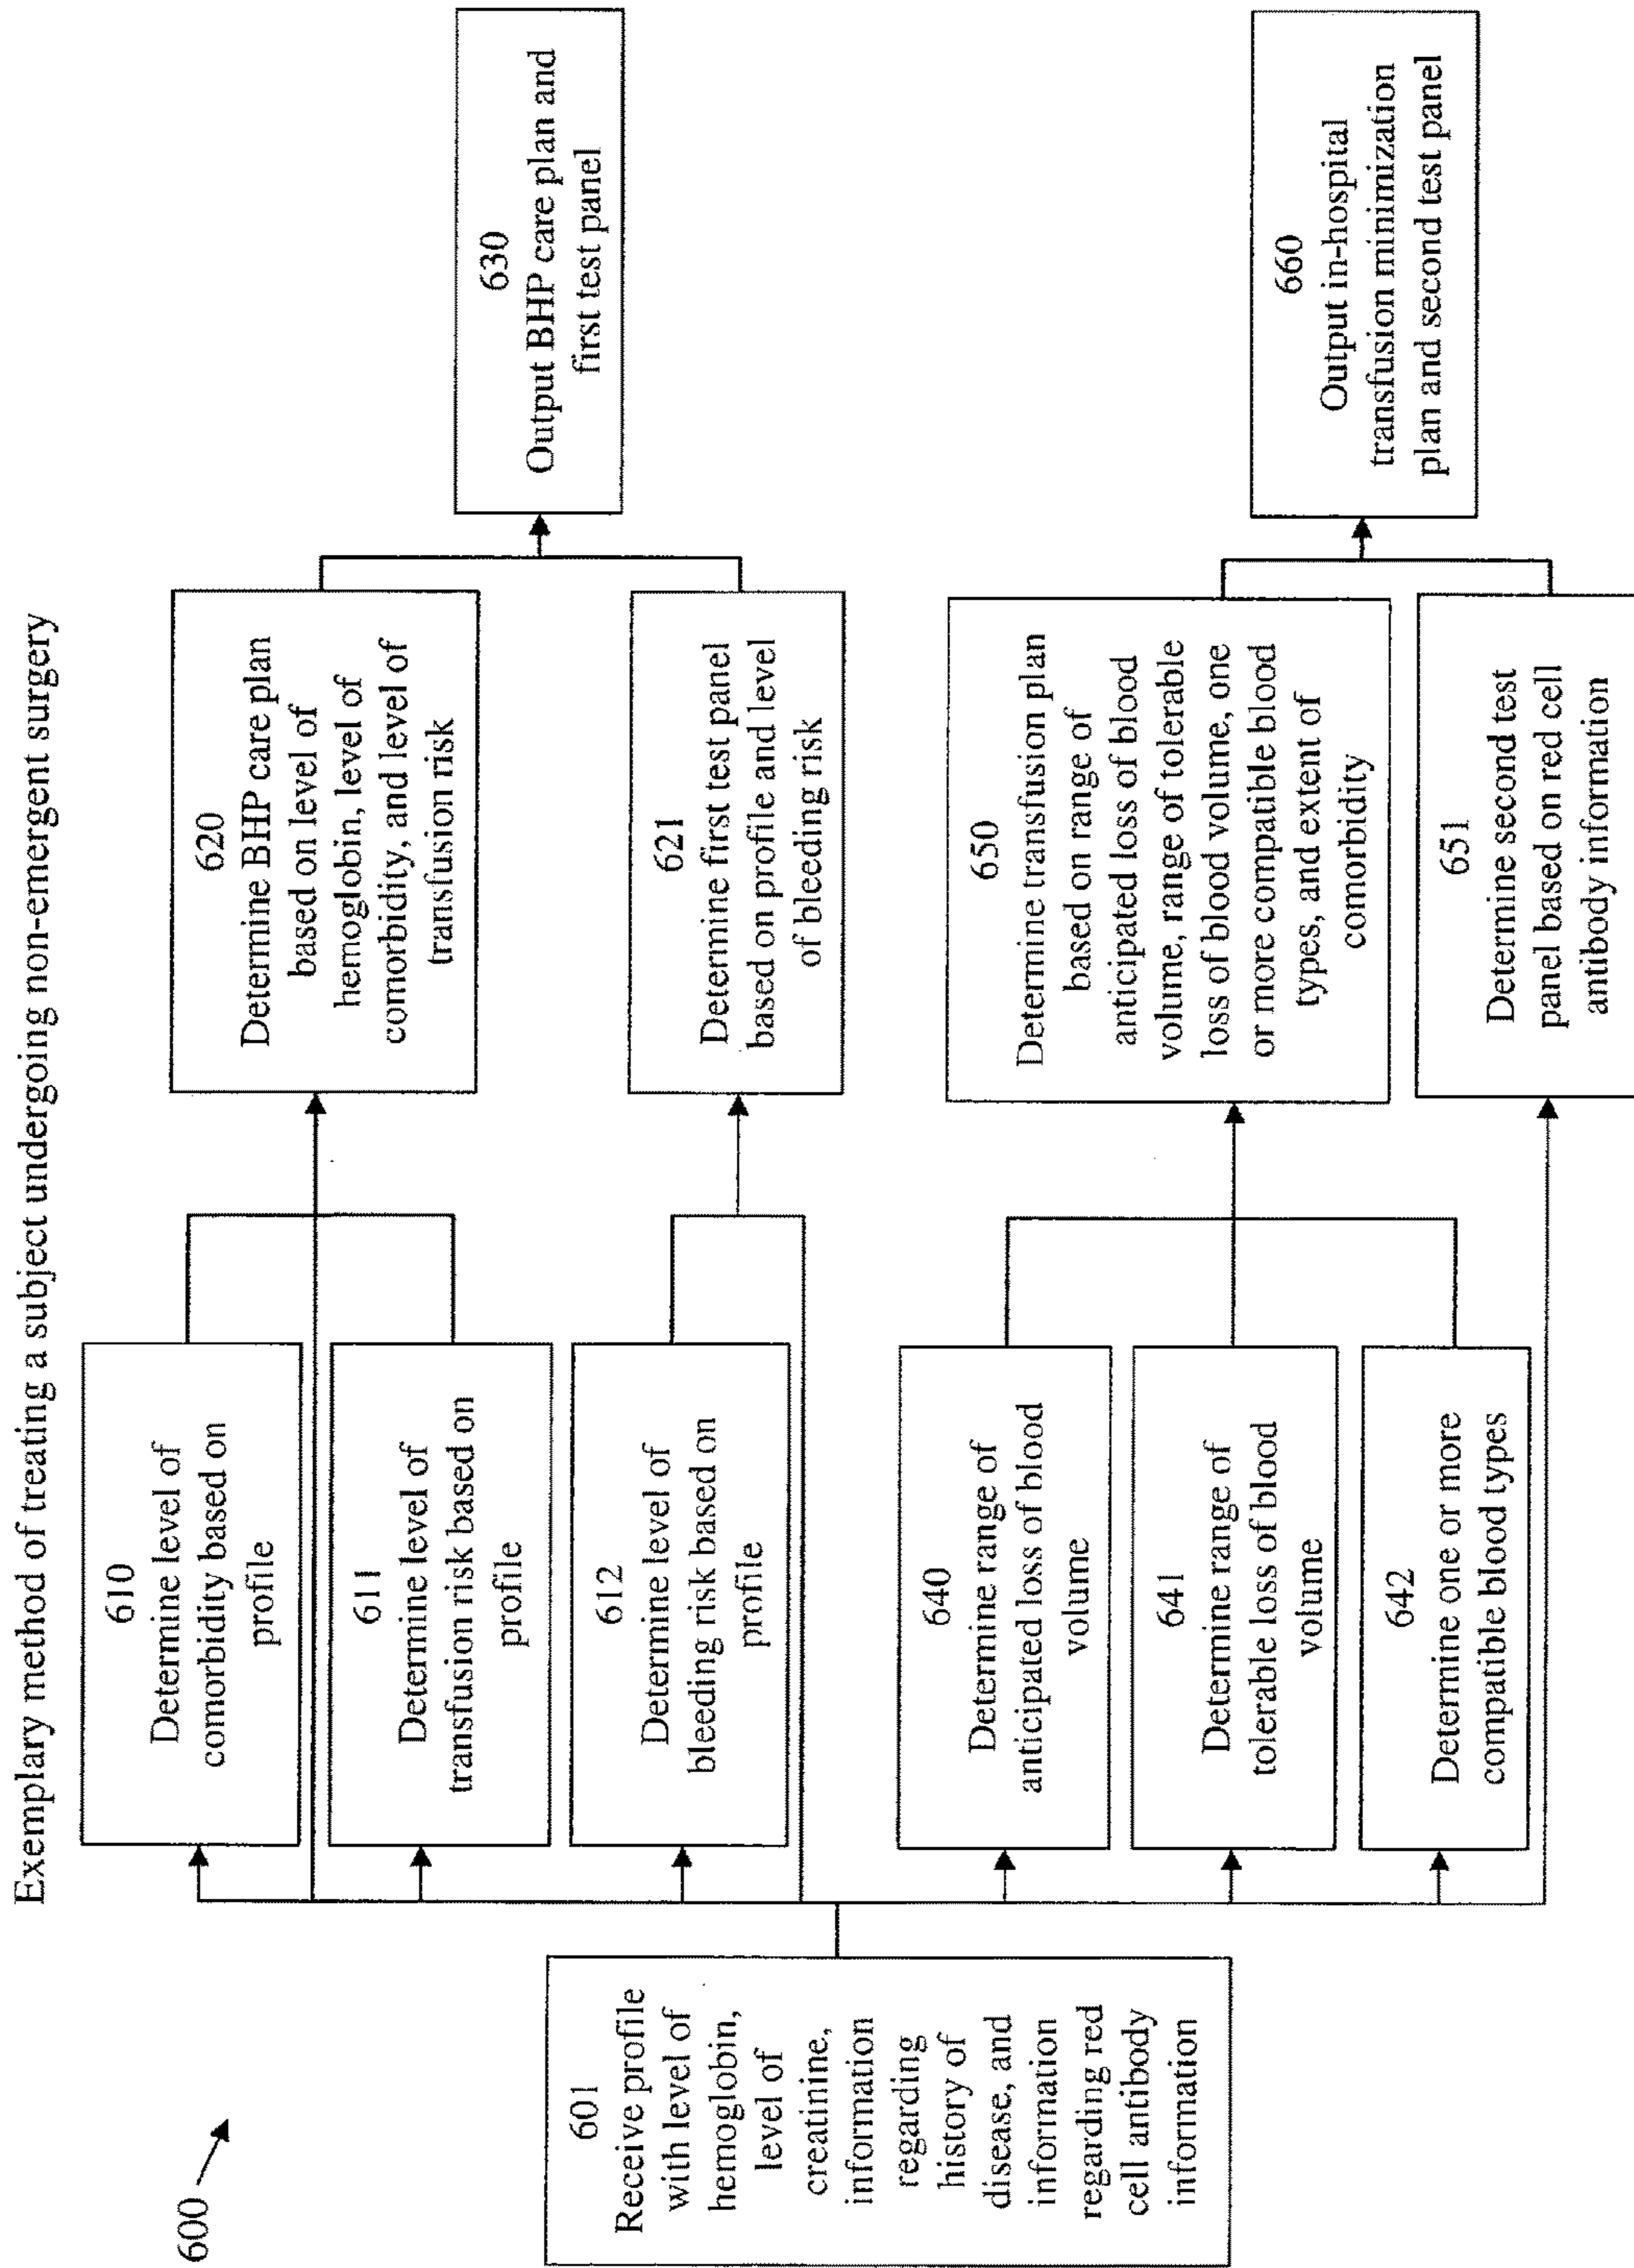 Exemplary method of treating a subject undergoing non-emergent surgery
600
601
Receive profile
with level of
hemoglobin,
level of
creatinine,
information
regarding
history of
disease, and
information
regarding red
cell antibody
information
610
Determine level of
comorbidity based on
profile
611
Determine level of
transfusion risk based on
profile
612
Determine level of
bleeding risk based on
profile
640
Determine range of
anticipated loss of blood
volume
641
Determine range of
tolerable loss of blood
volume
642
Determine one or more
compatible blood types
620
Determine BHP care plan
based on level of
hemoglobin, level of
comorbidity, and level of
transfusion risk
621
Determine first test panel
based on profile and level
of bleeding risk
650
Determine transfusion plan
based on range of
anticipated loss of blood
volume, range of tolerable
loss of blood volume, one
or more compatible blood
types, and extent of
comorbidity
651
Determine second test
panel based on red cell
antibody information
630
Output BHP care plan and
first test panel
660
Output in-hospital
transfusion minimization
plan and second test panel